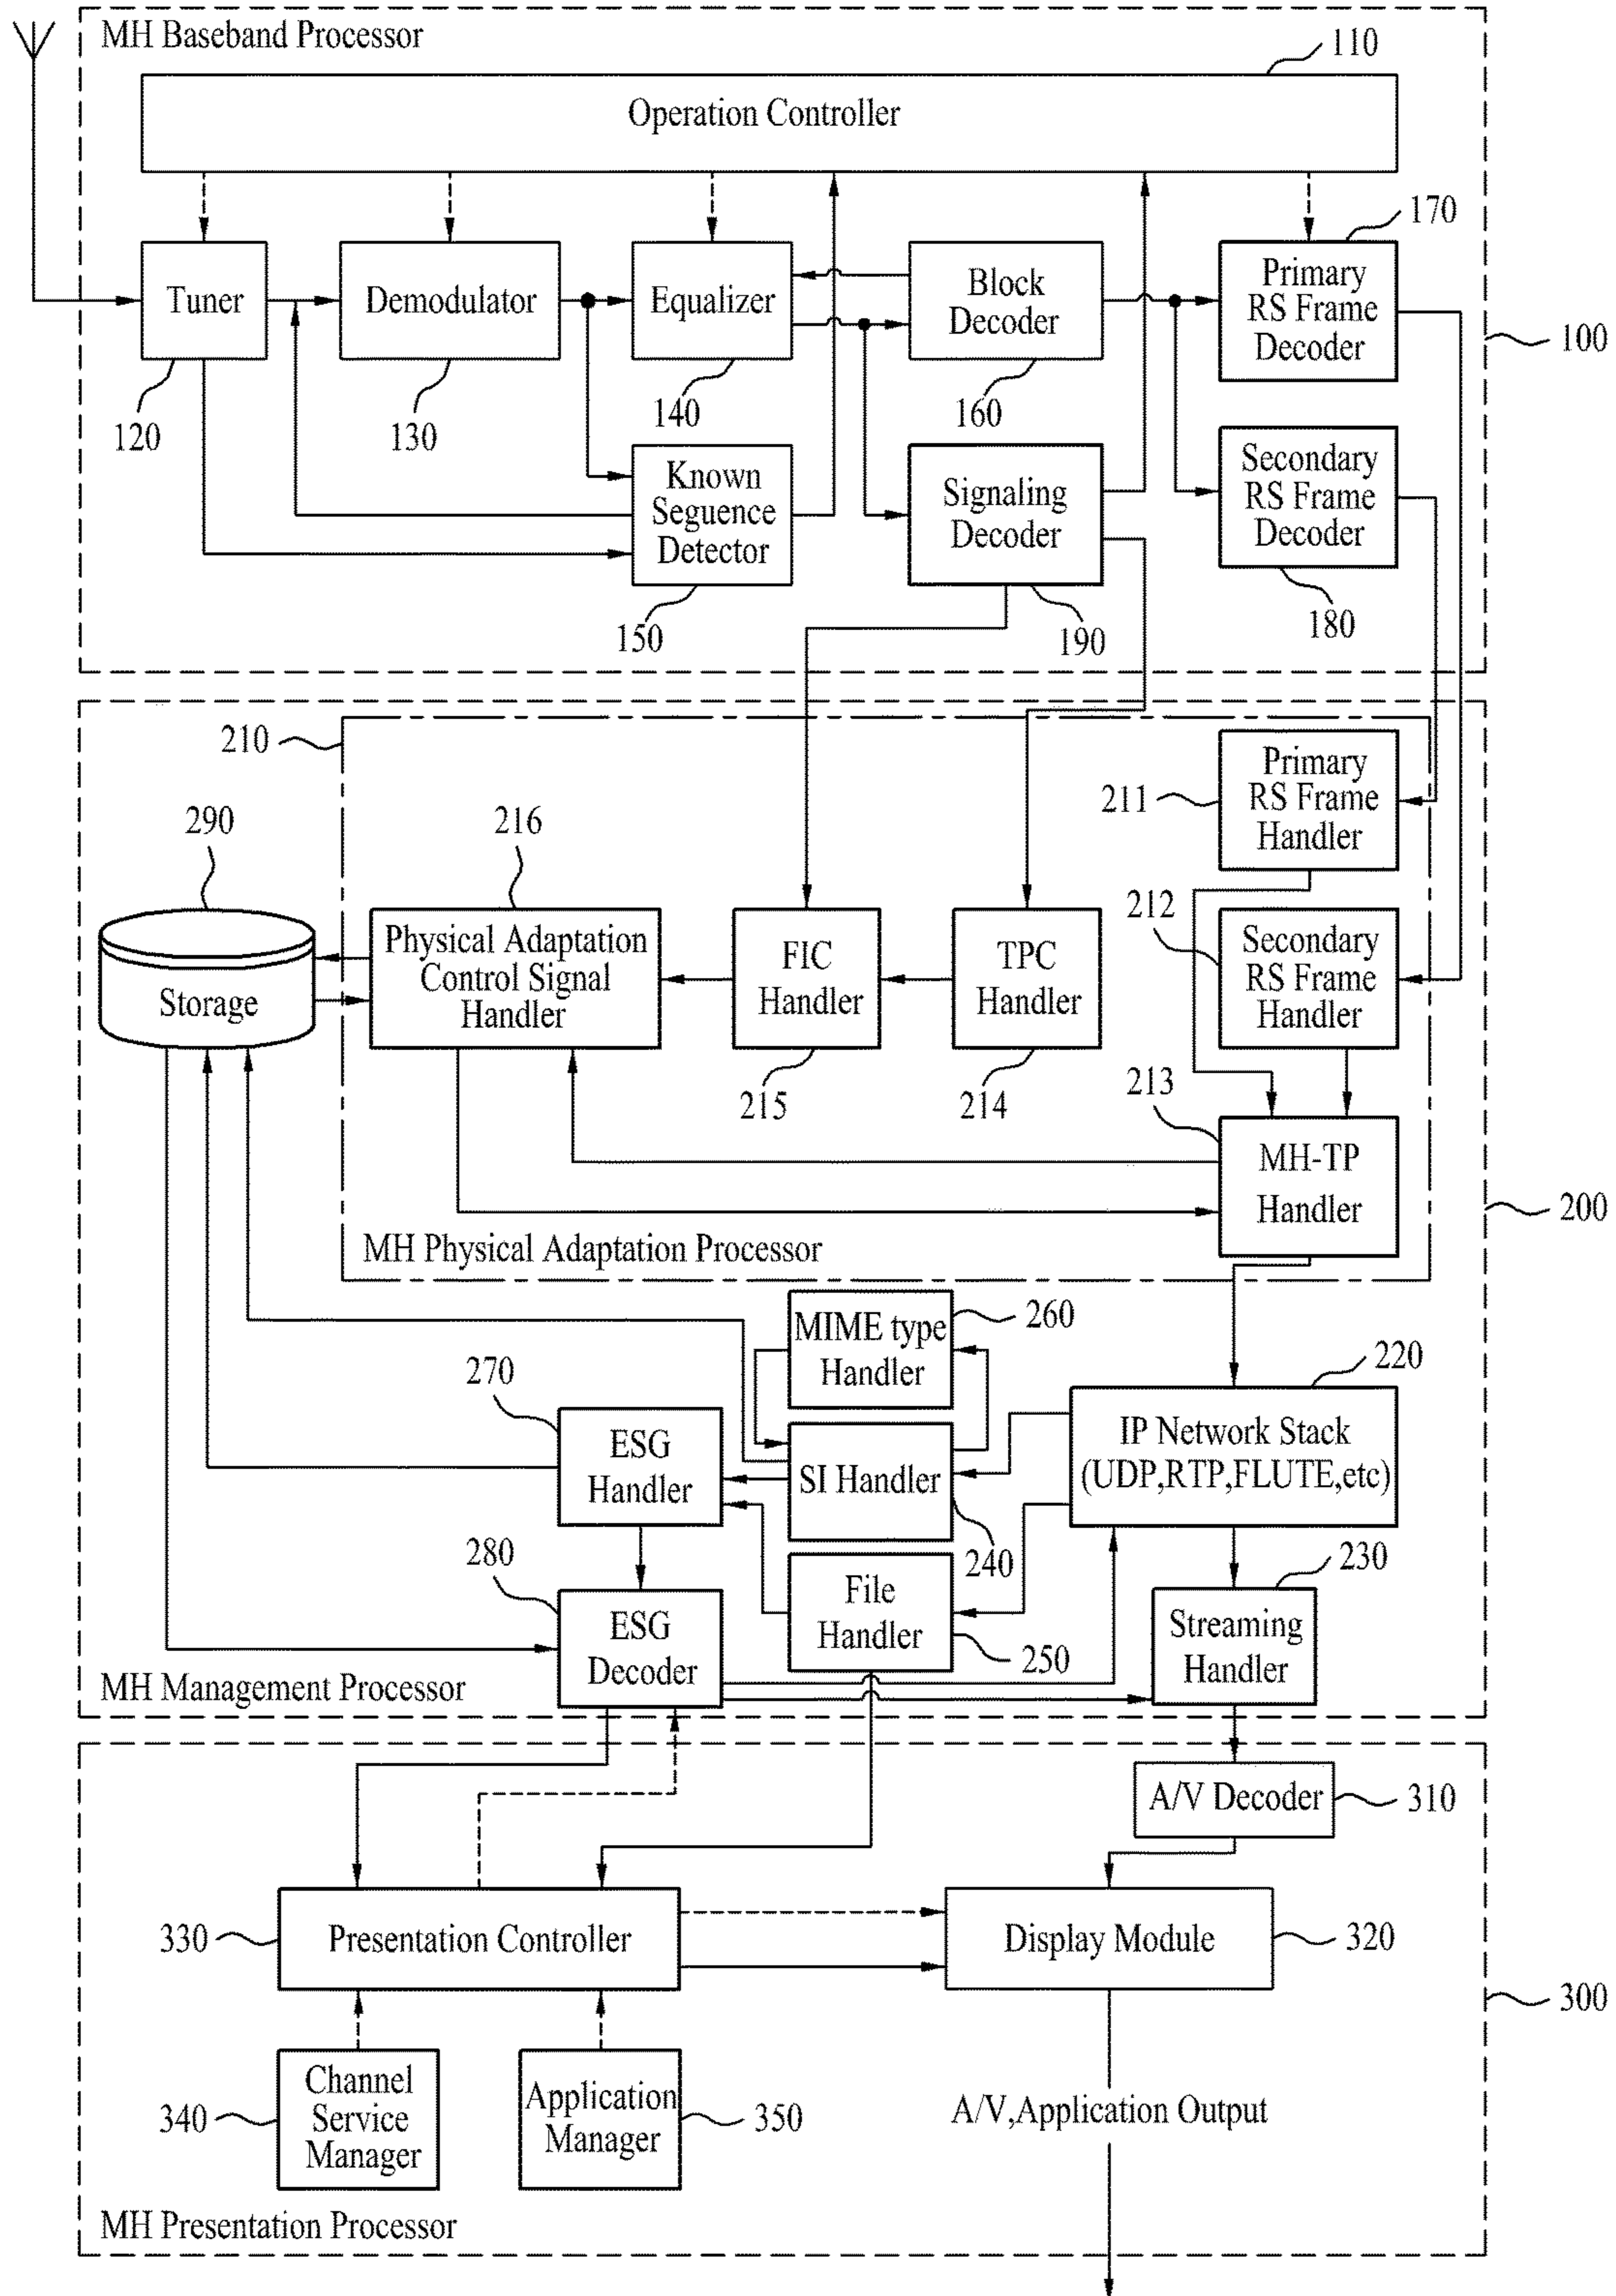 MH Baseband Processor
110
Operation Controller
170
Tuner
Demodulator
Equalizer
Block
Decoder
Primary
RS Frame
Decoder
100
120
130
140
160
Known
Seguence
Detector
Signaling
Decoder
Secondary
RS Frame
Decoder
150
190
180
210
Primary
RS Frame
Handler
211
290
216
212
Storage
Physical Adaptation
Control Signal
Handler
FIC
Handler
TPC
Handler
Secondary
RS Frame
Handler
215
214
213
MH-TP
Handler
200
MH Physical Adaptation Processor
MIME type
Handler
260
270
220
ESG
Handler
SI Handler
IP Network Stack
(UDP,RTP,FLUTE,etc)
280
240
230
ESG
Decoder
File
Handler
250
Streaming
Handler
MH Management Processor
A/V Decoder
310
330
Presentation Controller
Display Module
320
300
340
Channel
Service
Manager
Application
Manager
350
A/V,Application Output
MH Presentation Processor